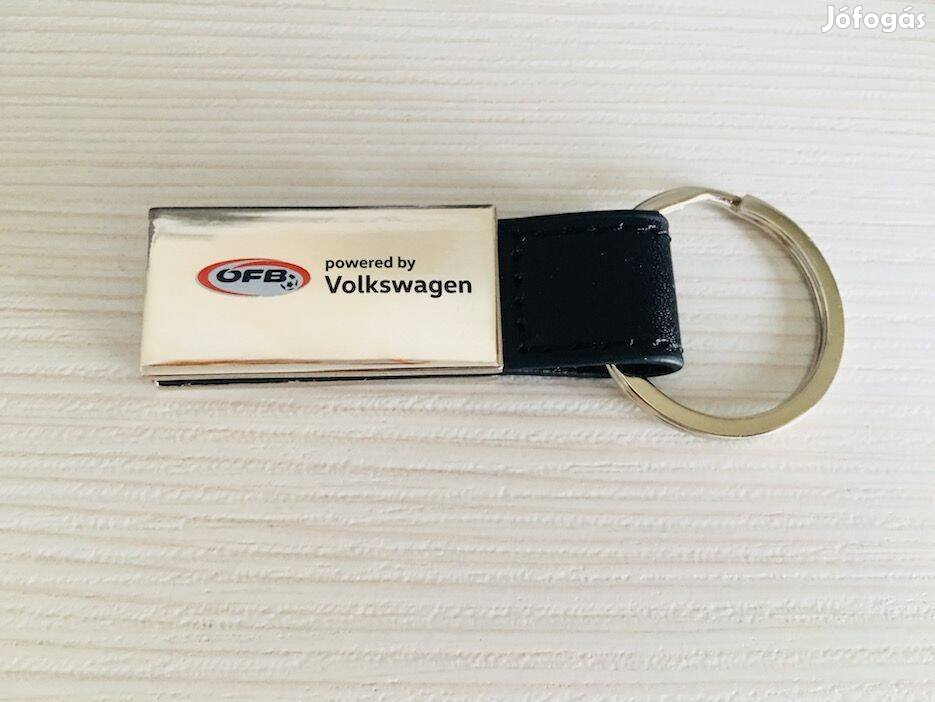 Jófogás
ÖFB
powered by
Volkswagen